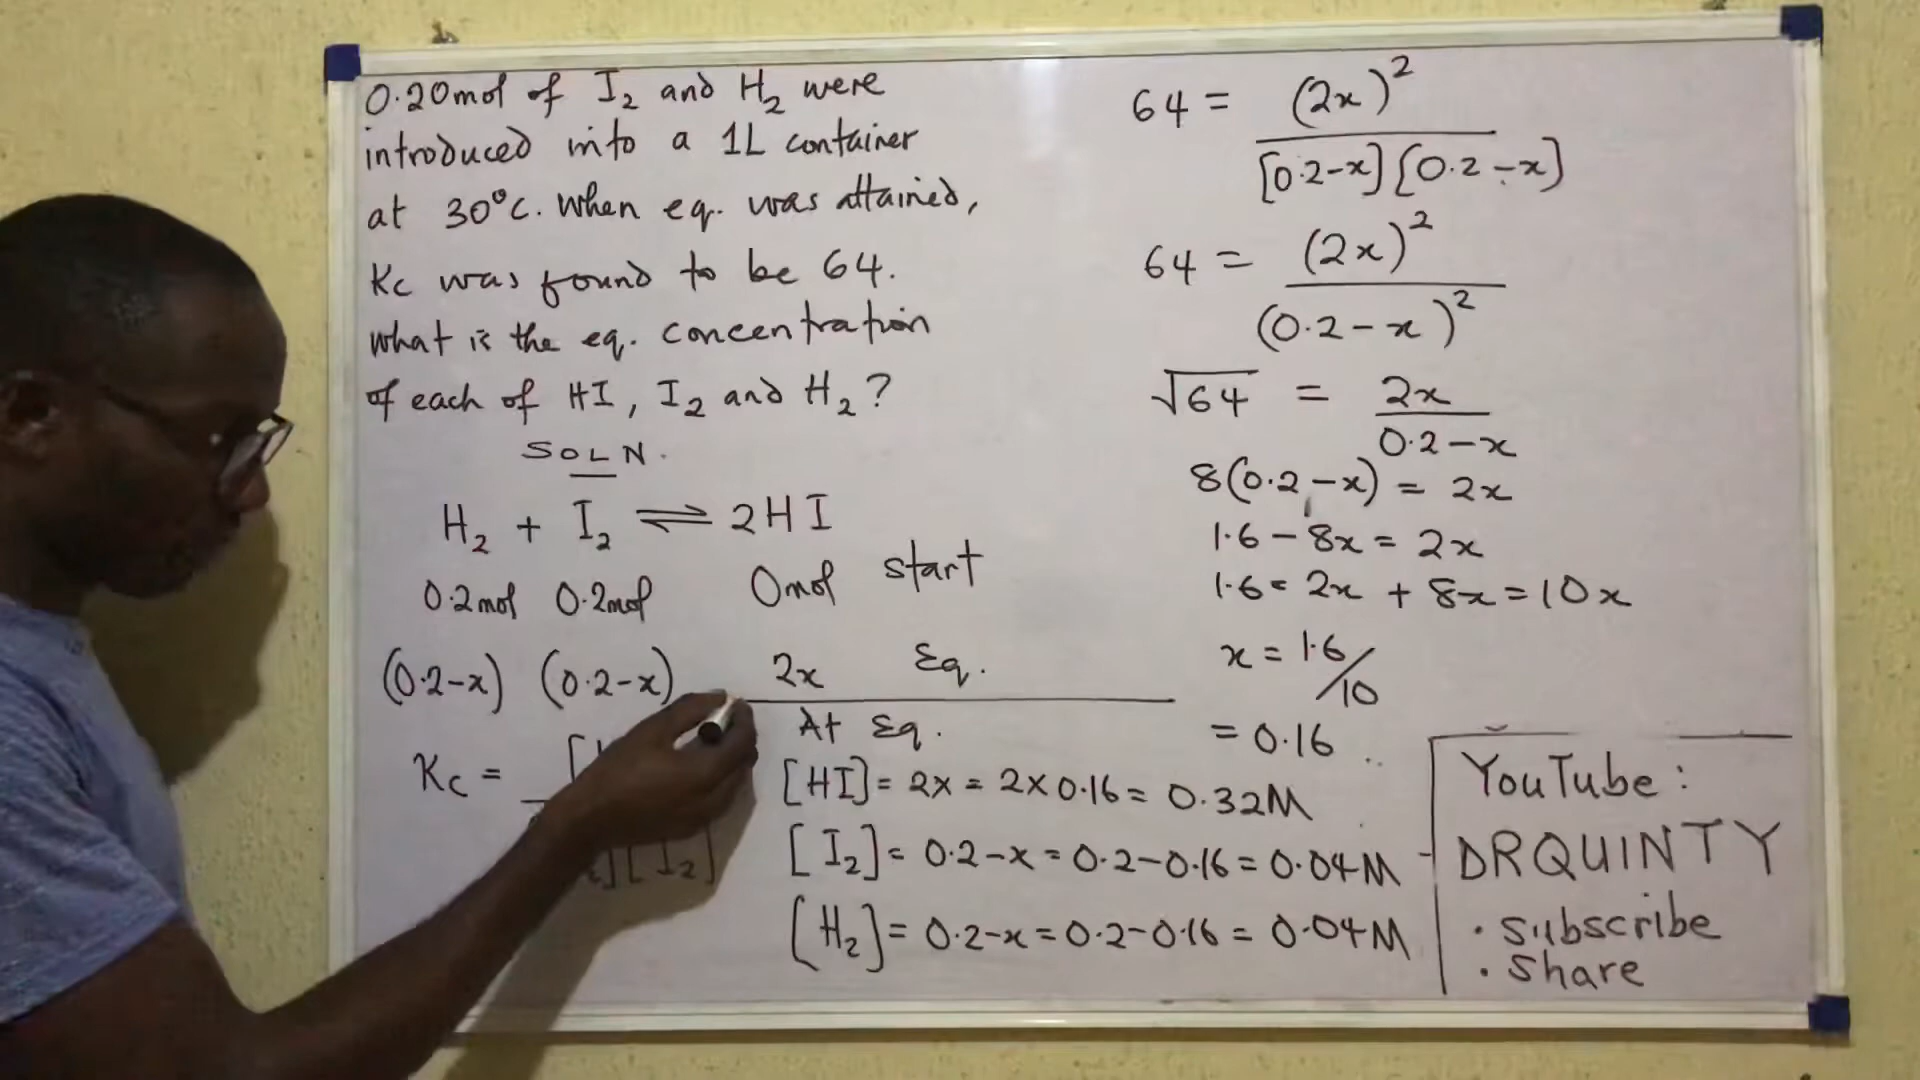 0.20mol of I₂ and H₂ were
introduced into a 1L container
at 30°C. When eq. was attained,
Kc was found to be 64.
what is the eq. concentration
of each of HI, I₂ and H₂?
SOLN.
H₂ + I₂ ⇌ 2HI
0.2mol 0.2mol 0mol start
(0.2-x) (0.2-x) 2x Eq.
Kc =
][I₂]
At Eq.
[HI] = 2x = 2x0.16 = 0.32M
[I₂] = 0.2-x = 0.2-0.16 = 0.04M
[H₂] = 0.2-x = 0.2-0.16 = 0.04M
64 = (2x)²
[0.2-x][0.2-x]
64 = (2x)²
(0.2-x)²
√64 = 2x
0.2-x
8(0.2-x) = 2x
1.6-8x = 2x
1.6 = 2x + 8x = 10x
x = 1.6/10
= 0.16
YouTube:
DRQUINTY
• Subscribe
• Share